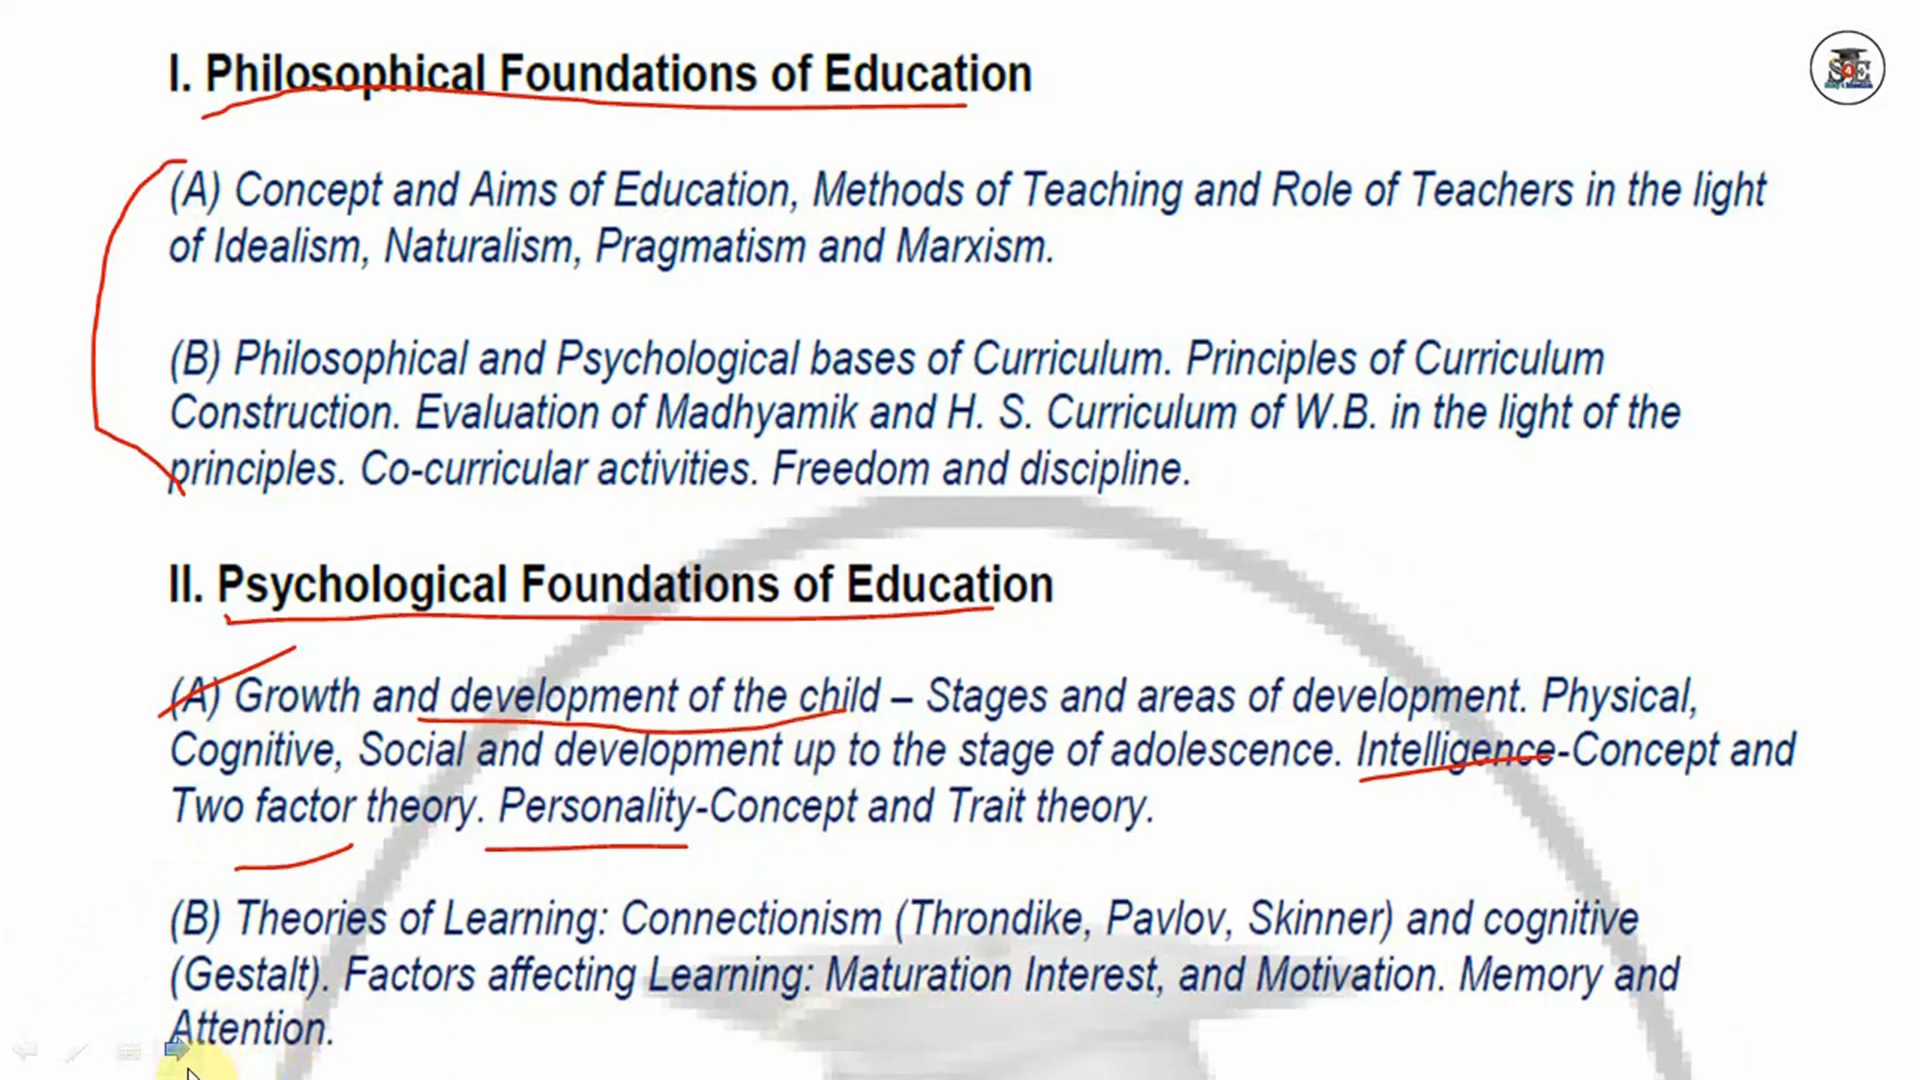 I. Philosophical Foundations of Education
(A) Concept and Aims of Education, Methods of Teaching and Role of Teachers in the light
of Idealism, Naturalism, Pragmatism and Marxism.
(B) Philosophical and Psychological bases of Curriculum. Principles of Curriculum
Construction. Evaluation of Madhyamik and H. S. Curriculum of W.B. in the light of the
principles. Co-curricular activities. Freedom and discipline.
II. Psychological Foundations of Education
(A) Growth and development of the child – Stages and areas of development. Physical,
Cognitive, Social and development up to the stage of adolescence. Intelligence-Concept and
Two factor theory. Personality-Concept and Trait theory.
(B) Theories of Learning: Connectionism (Throndike, Pavlov, Skinner) and cognitive
(Gestalt). Factors affecting Learning: Maturation Interest, and Motivation. Memory and
Attention.
S4E